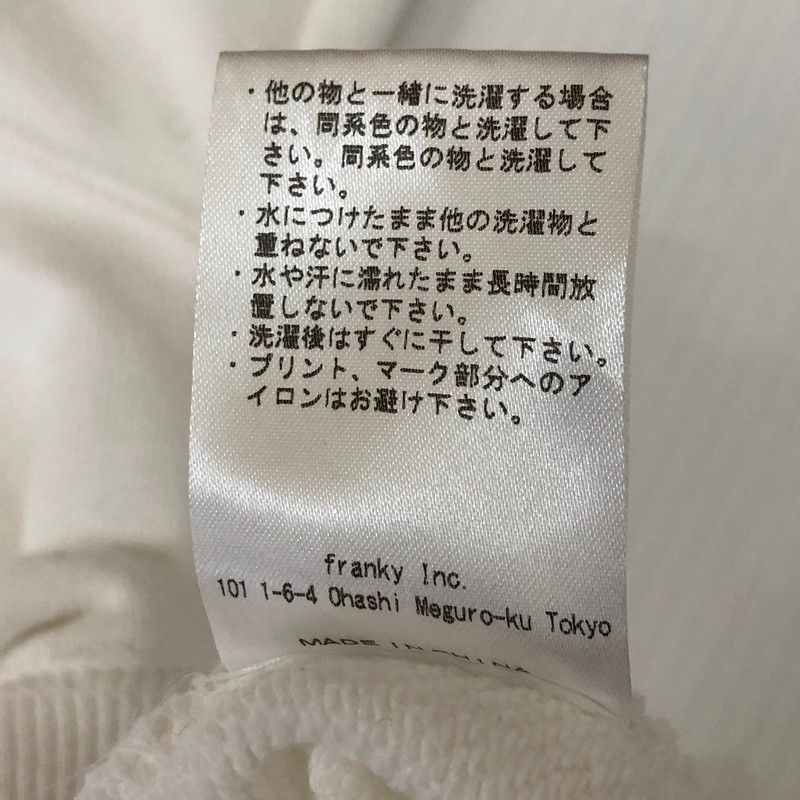 ・他の物と一緒に洗濯する場合
は、同系色の物と洗濯して下
さい。同系色の物と洗濯して
下さい。
・水につけたまま他の洗濯物と
重ねないで下さい。
・水や汗に濡れたまま長時間放
置しないで下さい。
・洗濯後はすぐに干して下さい。
・プリント、マーク部分へのア
イロンはお避け下さい。
franky Inc.
101 1-6-4 Ohashi Meguro-ku Tokyo
MADE IN CHINA